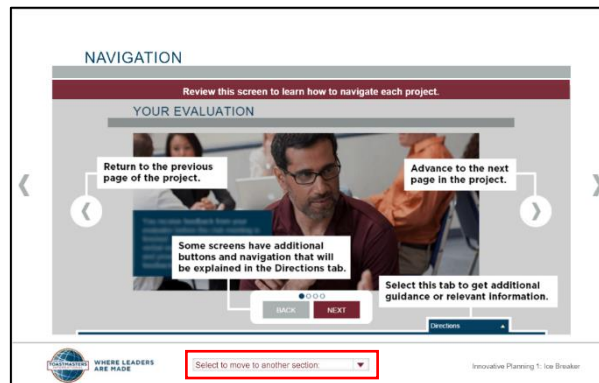 NAVIGATION
Review this screen to learn how to navigate each project.
YOUR EVALUATION
Return to the previous
page of the project.
Advance to the next
page in the project.
Some screens have additional
buttons and navigation that will
be explained in the Directions tab.
Select this tab to get additional
guidance or relevant information.
BACK
NEXT
Directions
TOASTMASTERS
WHERE LEADERS
ARE MADE
Select to move to another section:
Innovative Planning 1: Ice Breaker